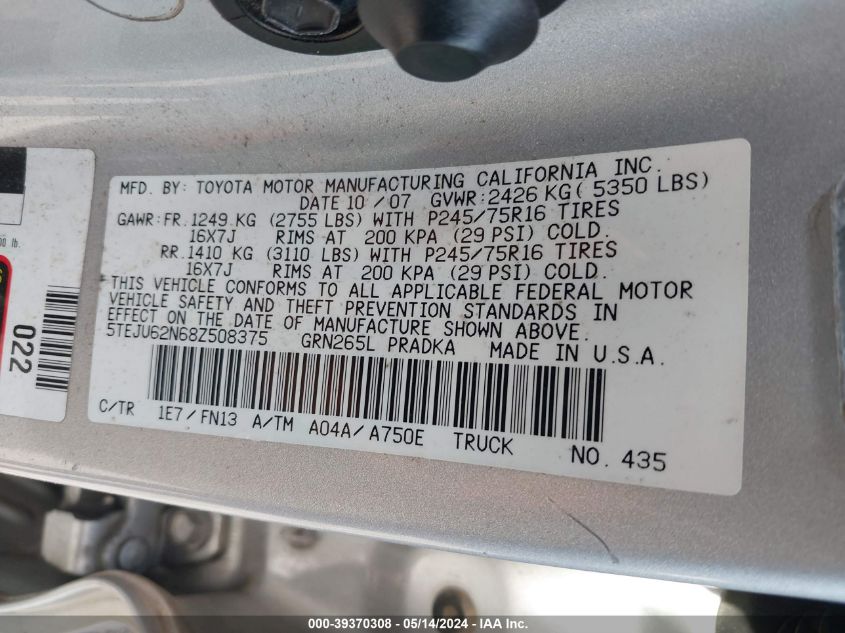 MFD. BY: TOYOTA MOTOR MANUFACTURING CALIFORNIA INC.
DATE 10 / 07 GVWR: 2426 KG ( 5350 LBS)
GAWR: FR. 1249 KG (2755 LBS) WITH P245/75R16 TIRES
16X7J RIMS AT 200 KPA (29 PSI) COLD.
RR. 1410 KG (3110 LBS) WITH P245/75R16 TIRES
16X7J RIMS AT 200 KPA (29 PSI) COLD.
THIS VEHICLE CONFORMS TO ALL APPLICABLE FEDERAL MOTOR
VEHICLE SAFETY AND THEFT PREVENTION STANDARDS IN
EFFECT ON THE DATE OF MANUFACTURE SHOWN ABOVE.
5TEJU62N68Z508375 GRN265L PRADKA MADE IN U.S.A.
C/TR 1E7/FN13 A/TM A04A/A750E TRUCK NO. 435
022
lb.
000-39370308 - 05/14/2024 - IAA Inc.